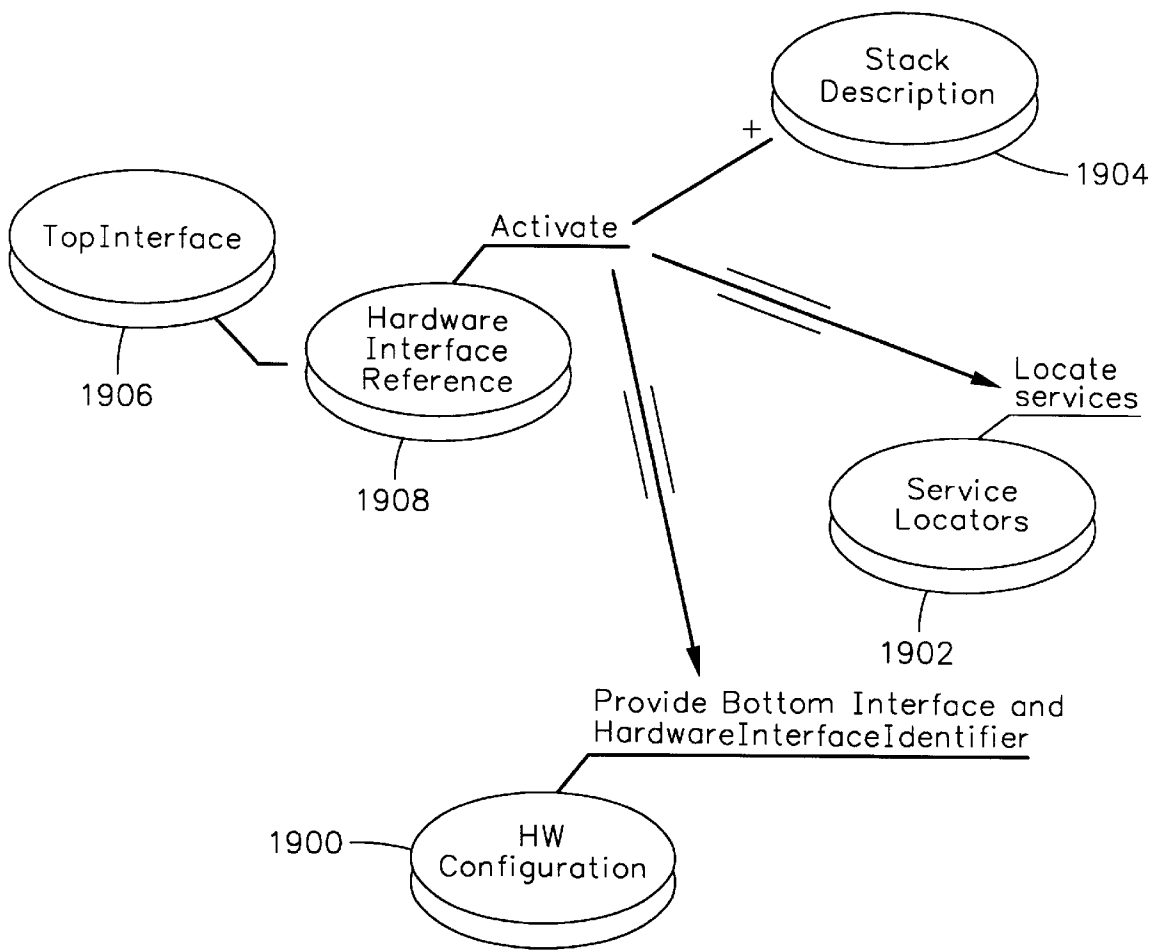 Stack
Description
+
1904
TopInterface
1906
Activate
Hardware
Interface
Reference
1908
Locate
services
Service
Locators
1902
Provide Bottom Interface and
HardwareInterfaceIdentifier
1900
HW
Configuration